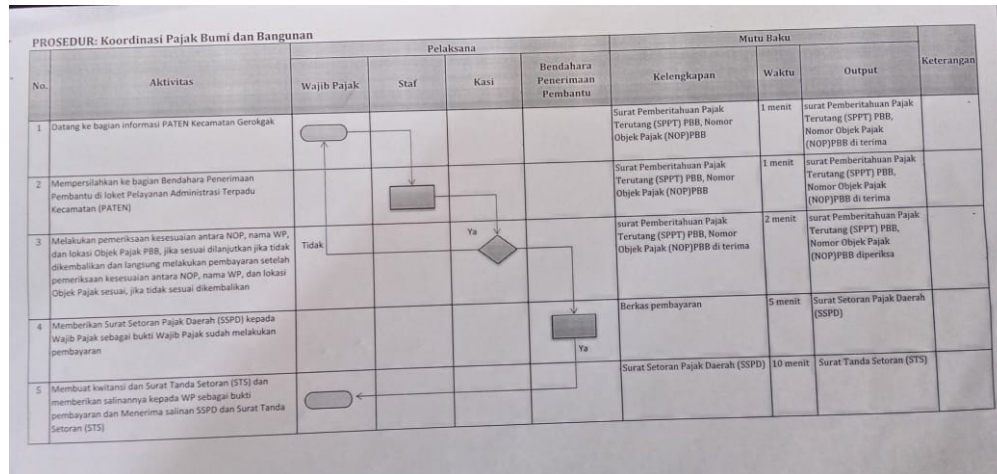 PROSEDUR: Koordinasi Pajak Bumi dan Bangunan
Pelaksana
Mutu Baku
No.
Aktivitas
Wajib Pajak
Staf
Kasi
Bendahara
Penerimaan
Pembantu
Kelengkapan
Waktu
Output
Keterangan
1
Datang ke bagian informasi PATEN Kecamatan Gerokgak
Surat Pemberitahuan Pajak
Terutang (SPPT) PBB, Nomor
Objek Pajak (NOP)PBB
1 menit
surat Pemberitahuan Pajak
Terutang (SPPT) PBB,
Nomor Objek Pajak
(NOP)PBB di terima
-
2
Mempersilahkan ke bagian Bendahara Penerimaan
Pembantu di loket Pelayanan Administrasi Terpadu
Kecamatan (PATEN)
Surat Pemberitahuan Pajak
Terutang (SPPT) PBB, Nomor
Objek Pajak (NOP)PBB
1 menit
surat Pemberitahuan Pajak
Terutang (SPPT) PBB,
Nomor Objek Pajak
(NOP)PBB di terima
3
Melakukan pemeriksaan kesesuaian antara NOP, nama WP,
dan lokasi Objek Pajak PBB, jika sesuai dilanjutkan jika tidak
dikembalikan dan langsung melakukan pembayaran setelah
pemeriksaan kesesuaian antara NOP, nama WP, dan lokasi
Objek Pajak sesuai, jika tidak sesuai dikembalikan
Tidak
Ya
surat Pemberitahuan Pajak
Terutang (SPPT) PBB, Nomor
Objek Pajak (NOP)PBB di terima
2 menit
surat Pemberitahuan Pajak
Terutang (SPPT) PBB,
Nomor Objek Pajak
(NOP)PBB diperiksa
-
4
Memberikan Surat Setoran Pajak Daerah (SSPD) kepada
Wajib Pajak sebagai bukti Wajib Pajak sudah melakukan
pembayaran
Ya
Berkas pembayaran
5 menit
Surat Setoran Pajak Daerah
(SSPD)
5
Membuat kwitansi dan Surat Tanda Setoran (STS) dan
memberikan salinannya kepada WP sebagai bukti
pembayaran dan Menerima salinan SSPD dan Surat Tanda
Setoran (STS)
Surat Setoran Pajak Daerah (SSPD)
10 menit
Surat Tanda Setoran (STS)